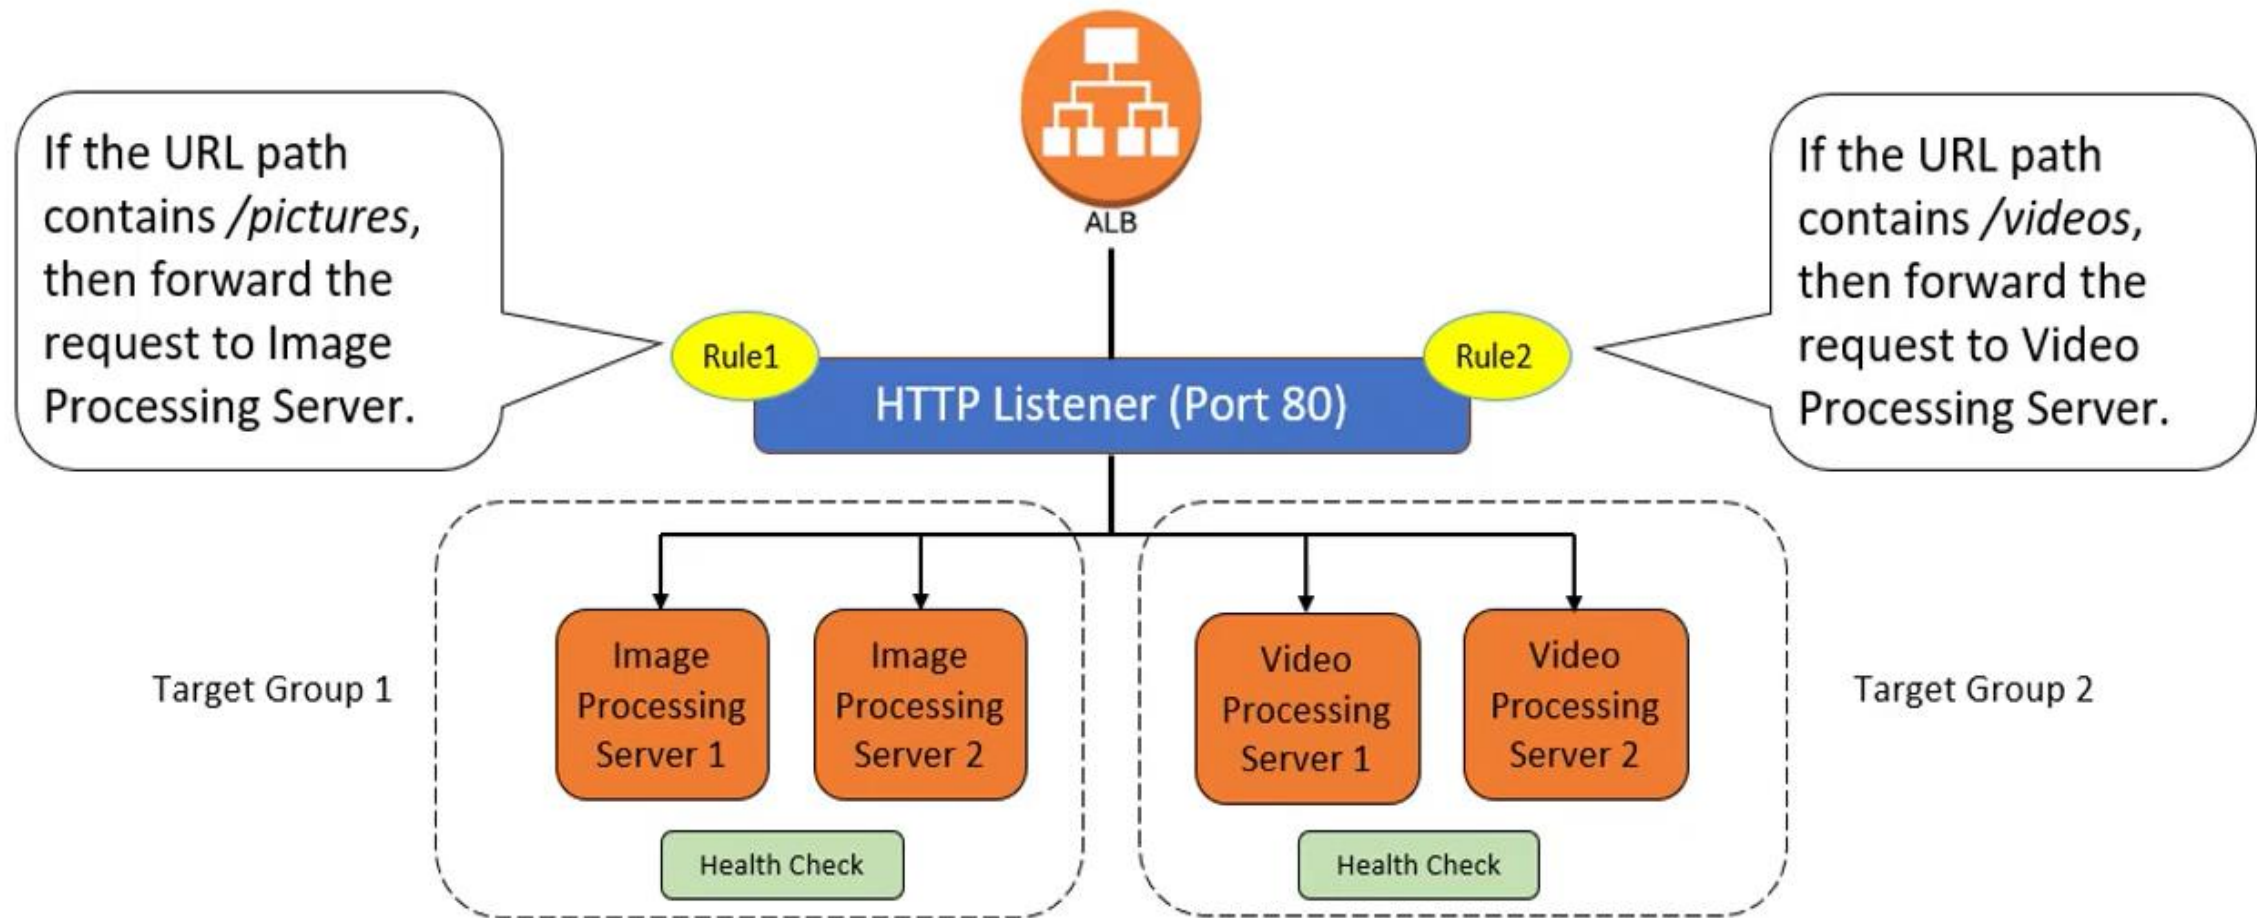 ALB
If the URL path
contains /pictures,
then forward the
request to Image
Processing Server.
If the URL path
contains /videos,
then forward the
request to Video
Processing Server.
Rule1
Rule2
HTTP Listener (Port 80)
Target Group 1
Image
Processing
Server 1
Image
Processing
Server 2
Video
Processing
Server 1
Video
Processing
Server 2
Target Group 2
Health Check
Health Check